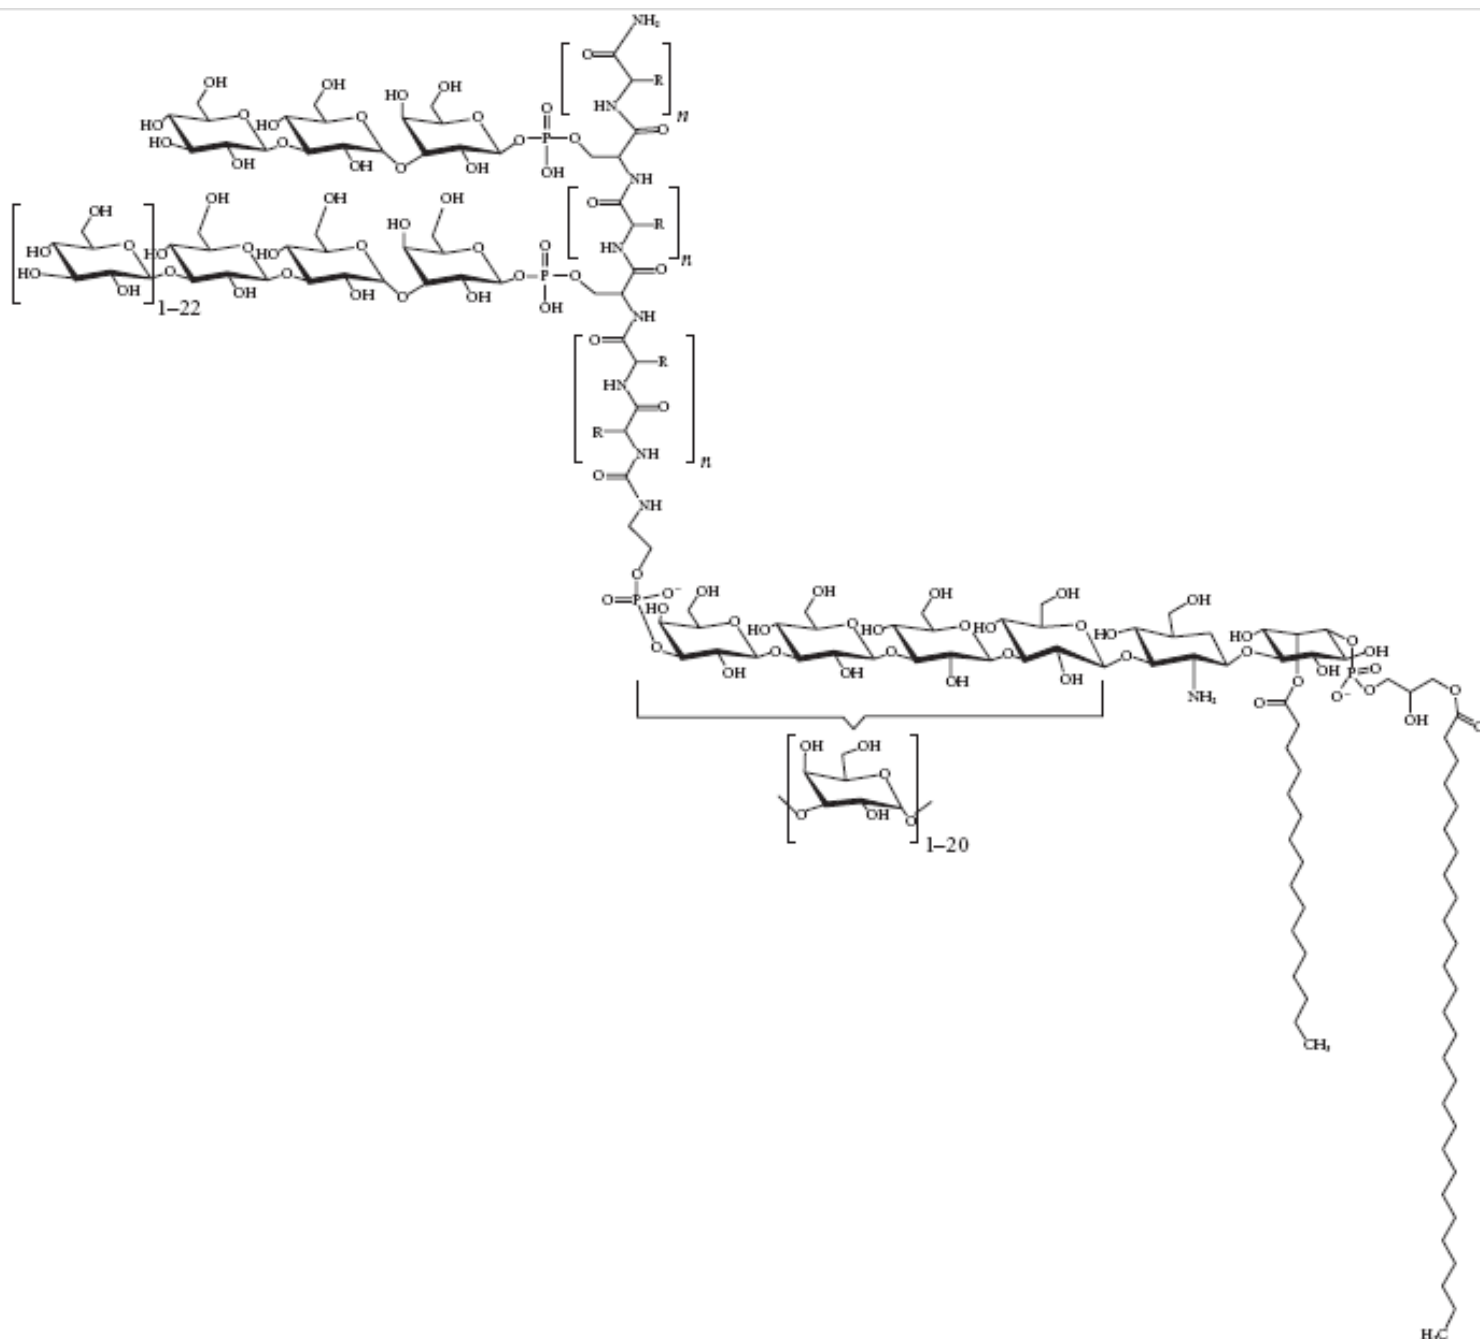 NH₂
O
R
HN
n
O
OH OH OH
HO
O O O
HO HO
HO O
OH OH O OH
O P O
O
OH
NH
O
R
HN
n
O
OH OH OH OH
HO
HO O HO O HO O O
HO O O
OH OH OH O OH
1–22
O P O
O
OH
NH
O
R
HN
O
R
NH
n
O
NH
O
O P O⁻
HO
OH OH OH OH OH
O O O O
HO HO HO HO HO
O O O O O O
OH OH OH OH
NH₂
O OH
OH
P O
O⁻ O
O
O
OH
O
O
OH OH
O
O OH O
1–20
CH₃
H₃C